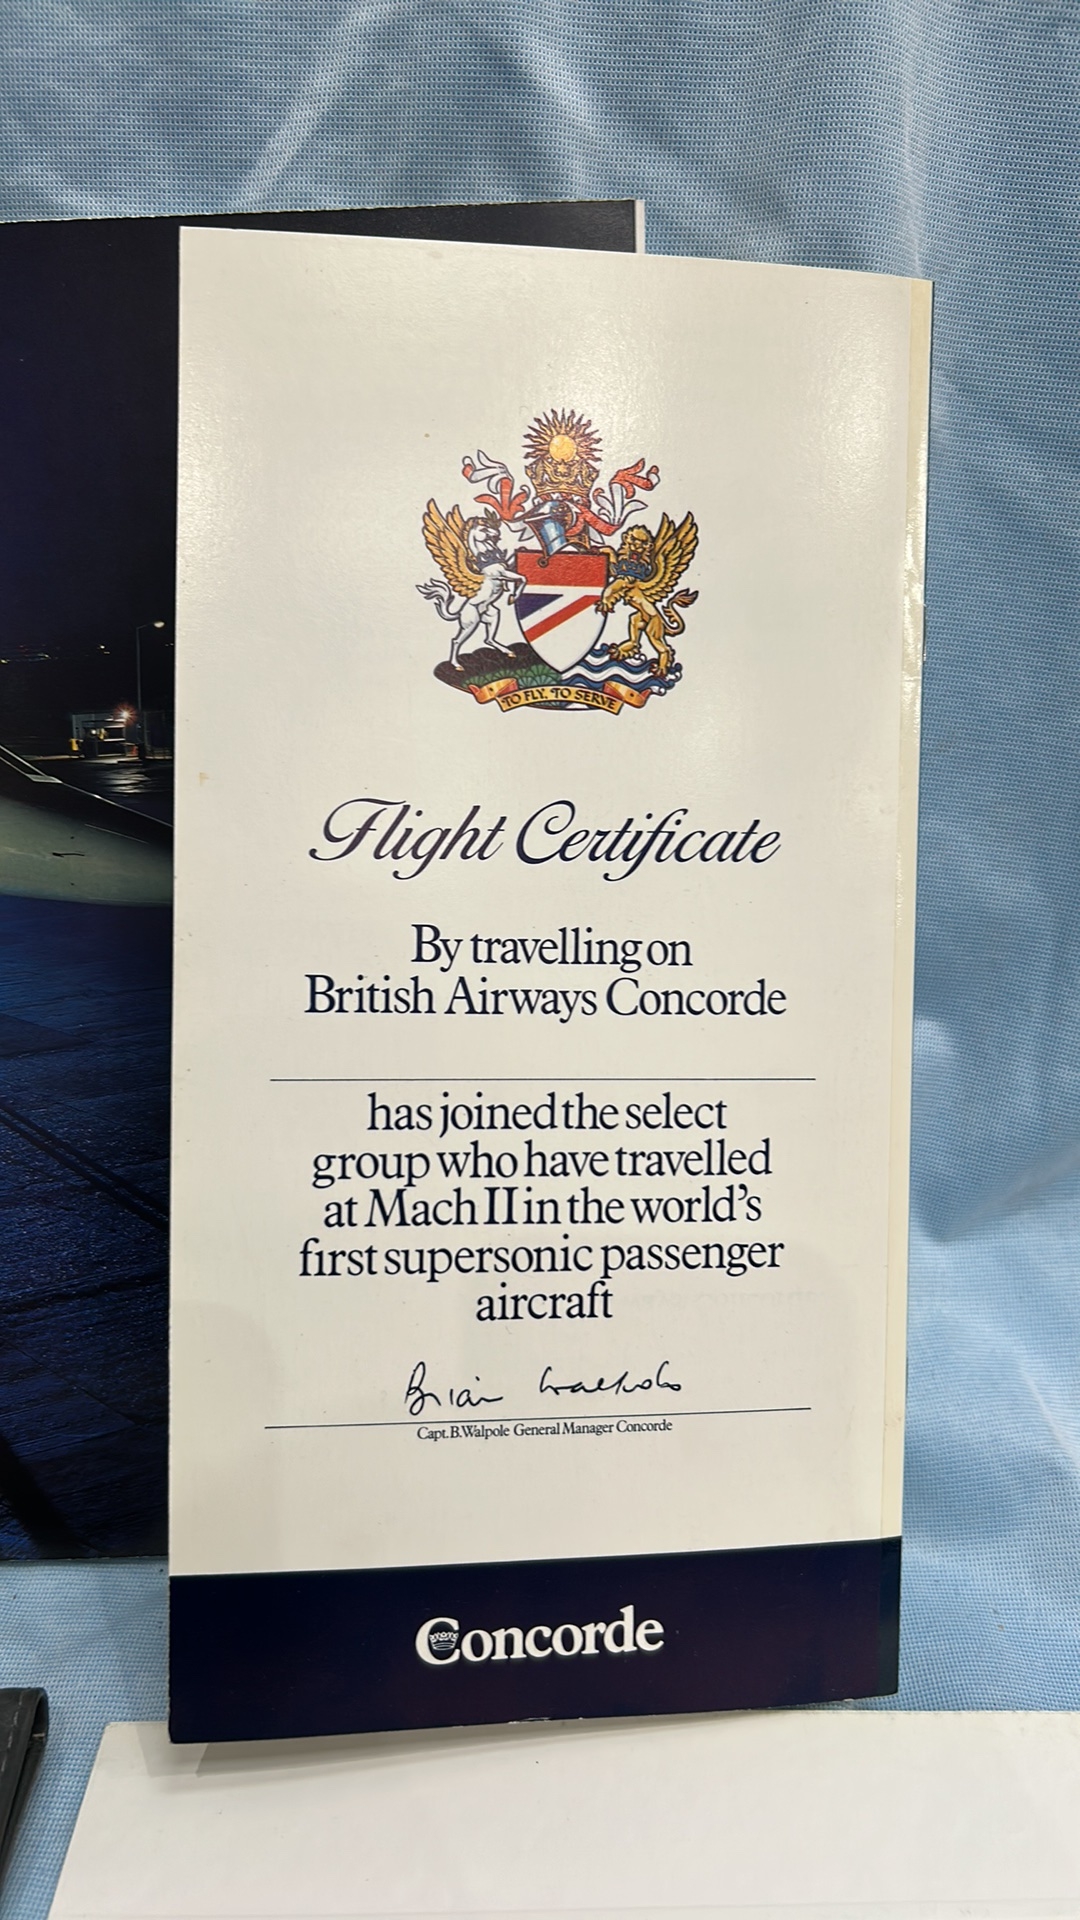 TO FLY. TO SERVE
Flight Certificate
By travelling on
British Airways Concorde
has joined the select
group who have travelled
at Mach II in the world's
first supersonic passenger
aircraft
Brian Walpole
Capt. B. Walpole General Manager Concorde
Concorde